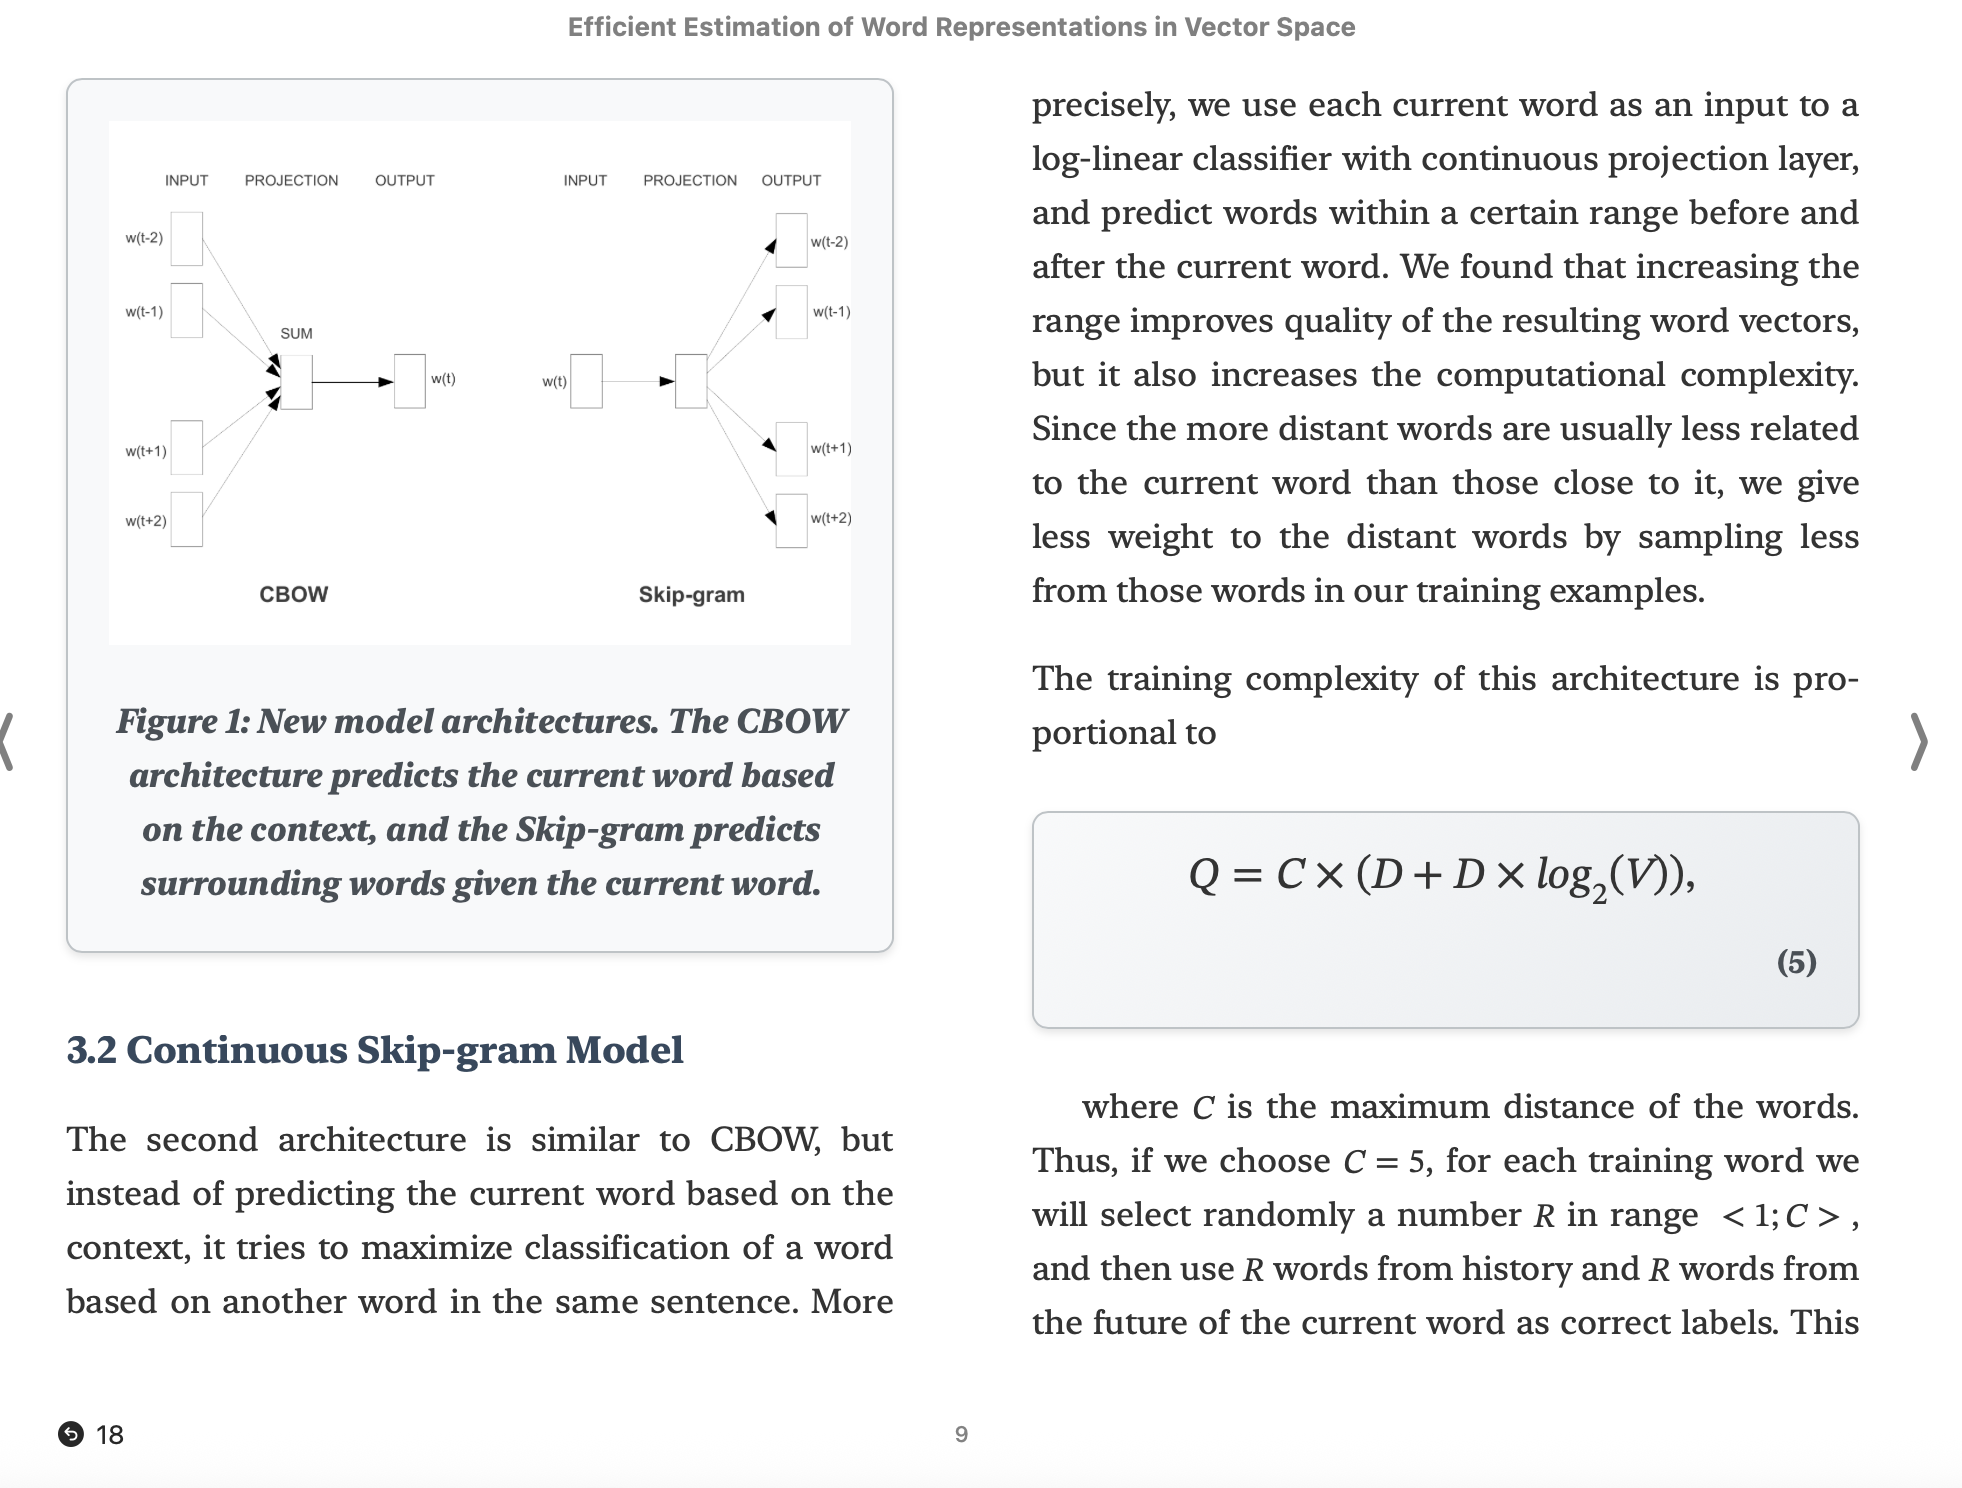 Efficient Estimation of Word Representations in Vector Space
INPUT PROJECTION OUTPUT
w(t-2)
w(t-1)
SUM
w(t)
w(t+1)
w(t+2)
CBOW
INPUT PROJECTION OUTPUT
w(t-2)
w(t-1)
w(t)
w(t+1)
w(t+2)
Skip-gram
Figure 1: New model architectures. The CBOW
architecture predicts the current word based
on the context, and the Skip-gram predicts
surrounding words given the current word.
3.2 Continuous Skip-gram Model
The second architecture is similar to CBOW, but
instead of predicting the current word based on the
context, it tries to maximize classification of a word
based on another word in the same sentence. More
precisely, we use each current word as an input to a
log-linear classifier with continuous projection layer,
and predict words within a certain range before and
after the current word. We found that increasing the
range improves quality of the resulting word vectors,
but it also increases the computational complexity.
Since the more distant words are usually less related
to the current word than those close to it, we give
less weight to the distant words by sampling less
from those words in our training examples.
The training complexity of this architecture is pro-
portional to
Q = C × (D + D × log₂(V)),
(5)
where C is the maximum distance of the words.
Thus, if we choose C = 5, for each training word we
will select randomly a number R in range < 1; C > ,
and then use R words from history and R words from
the future of the current word as correct labels. This
18
9